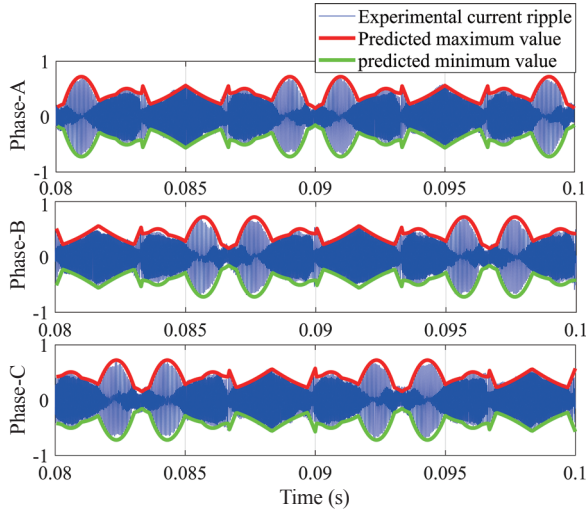 Experimental current ripple
Predicted maximum value
predicted minimum value
Phase-A
1
0
-1
0.08 0.085 0.09 0.095 0.1
Phase-B
1
0
-1
0.08 0.085 0.09 0.095 0.1
Phase-C
1
0
-1
0.08 0.085 0.09 0.095 0.1
Time (s)